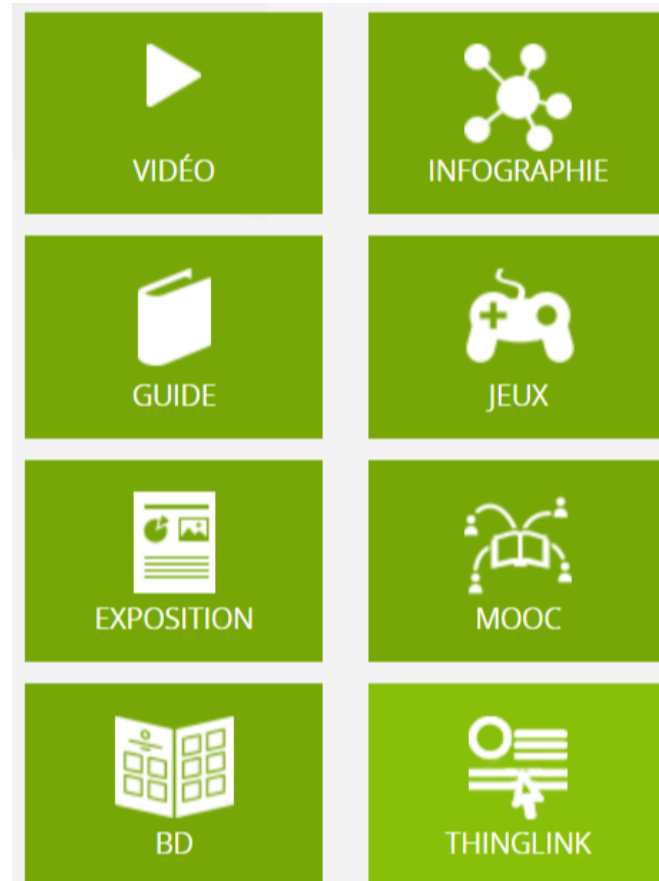 VIDÉO
INFOGRAPHIE
GUIDE
JEUX
EXPOSITION
MOOC
BD
THINGLINK